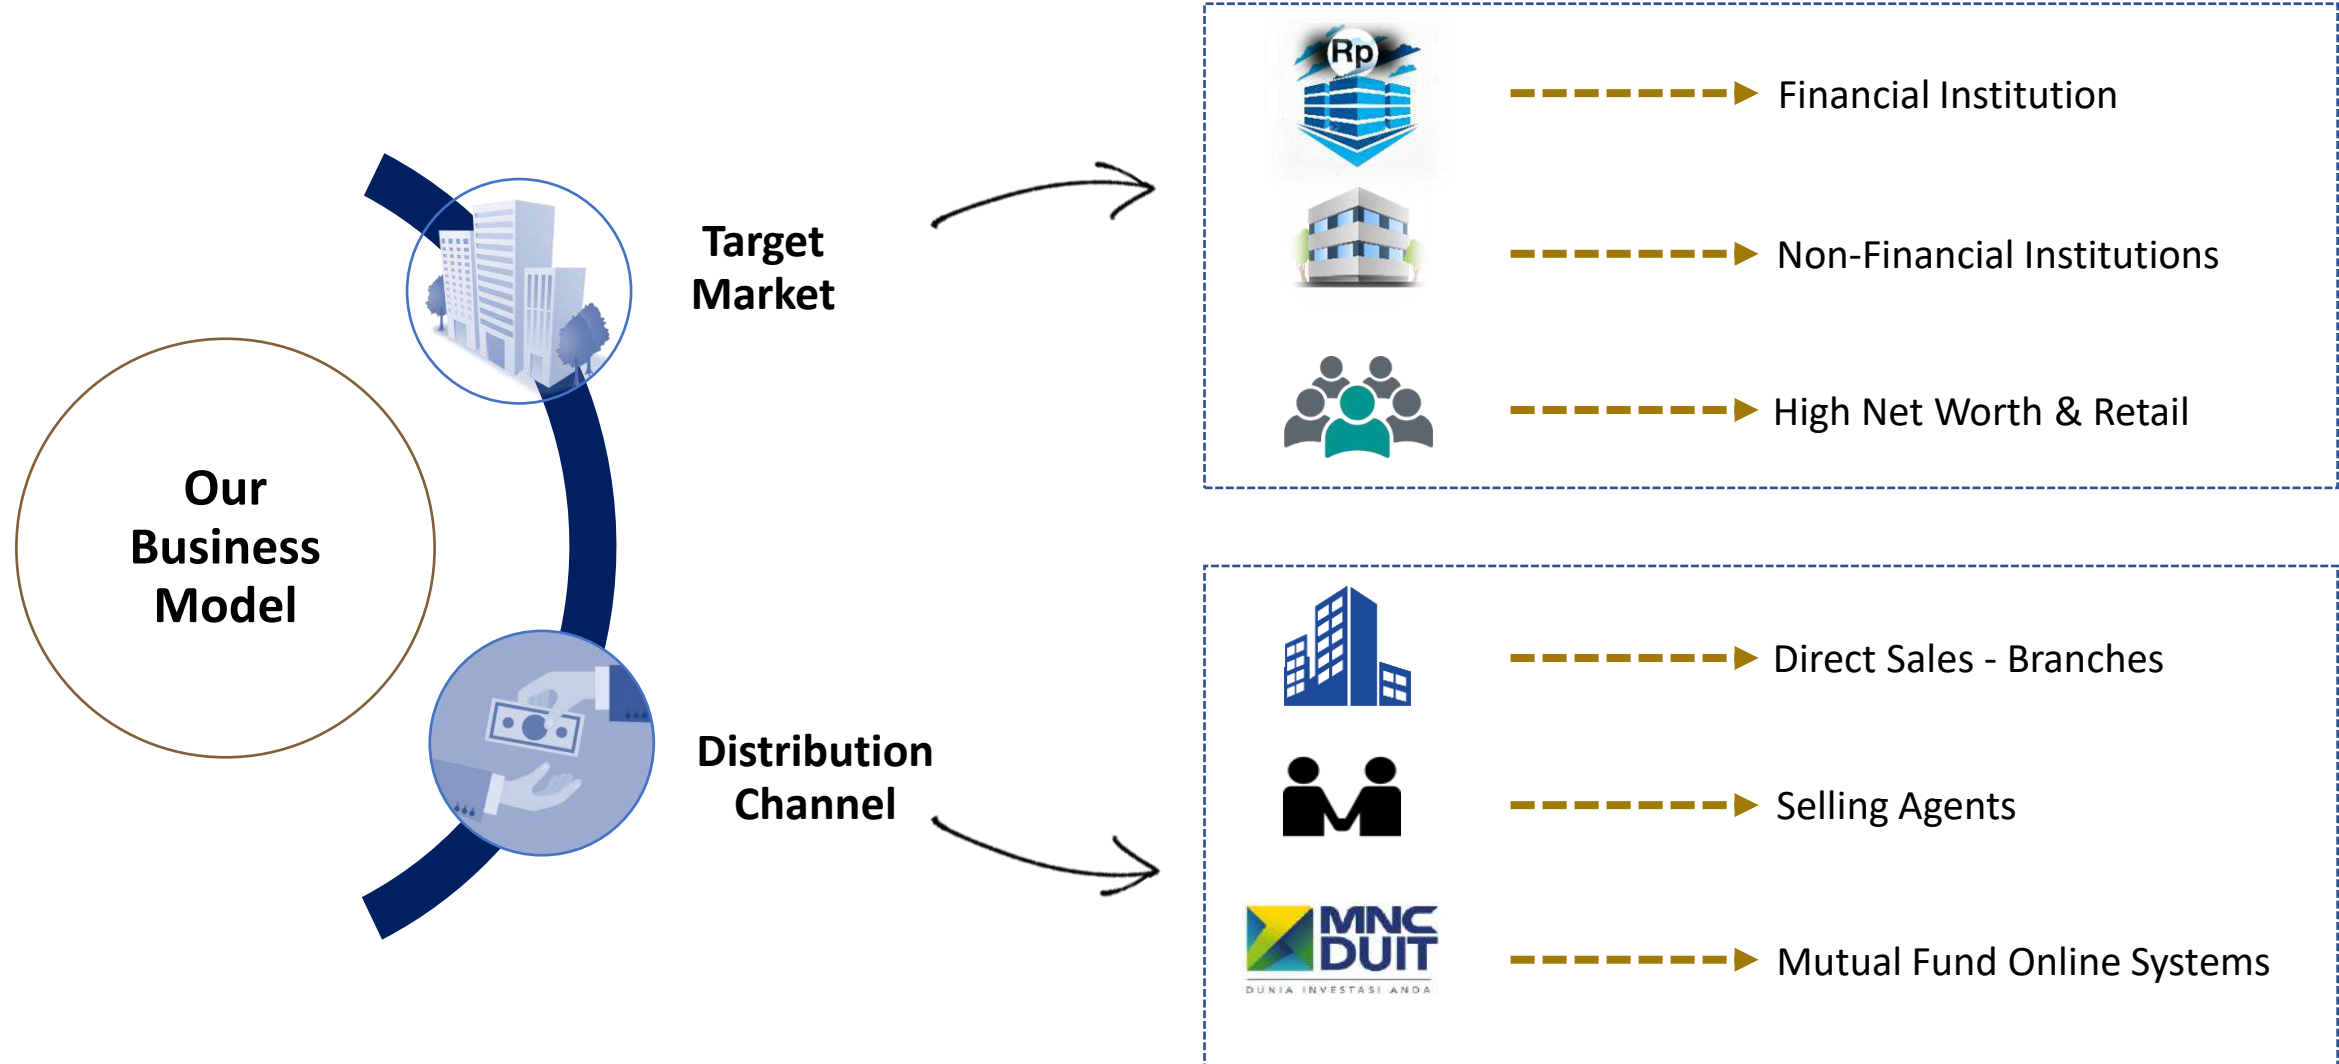 Our
Business
Model
Target
Market
Rp
Financial Institution
Non-Financial Institutions
High Net Worth & Retail
Distribution
Channel
Direct Sales - Branches
Selling Agents
MNC
DUIT
DUNIA INVESTASI ANDA
Mutual Fund Online Systems